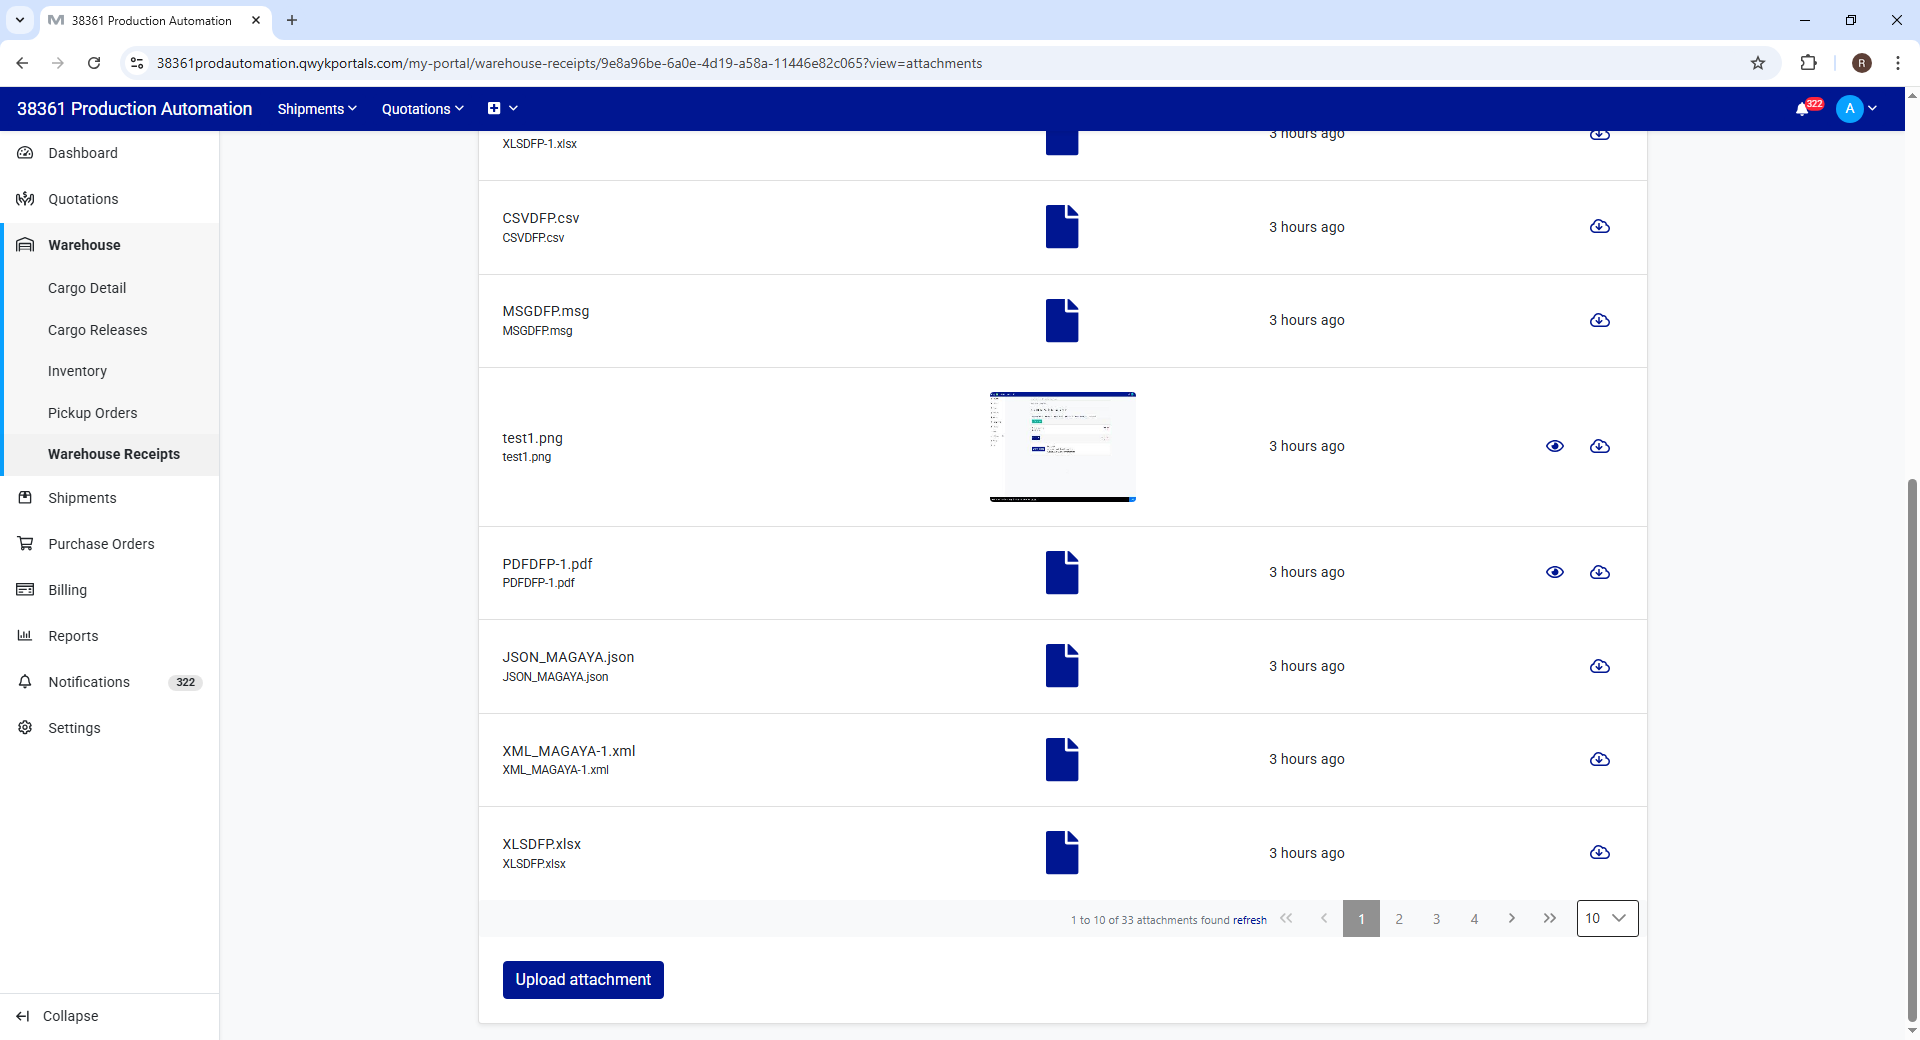 38361 Production Automation
38361prodautomation.qwykportals.com/my-portal/warehouse-receipts/9e8a96be-6a0e-4d19-a58a-11446e82c065?view=attachments
R
38361 Production Automation
Shipments
Quotations
322
A
Dashboard
Quotations
Warehouse
Cargo Detail
Cargo Releases
Inventory
Pickup Orders
Warehouse Receipts
Shipments
Purchase Orders
Billing
Reports
Notifications 322
Settings
Collapse
XLSDFP-1.xlsx
3 hours ago
CSVDFP.csv
CSVDFP.csv
3 hours ago
MSGDFP.msg
MSGDFP.msg
3 hours ago
test1.png
test1.png
3 hours ago
PDFDFP-1.pdf
PDFDFP-1.pdf
3 hours ago
JSON_MAGAYA.json
JSON_MAGAYA.json
3 hours ago
XML_MAGAYA-1.xml
XML_MAGAYA-1.xml
3 hours ago
XLSDFP.xlsx
XLSDFP.xlsx
3 hours ago
1 to 10 of 33 attachments found refresh
1 2 3 4
10
Upload attachment